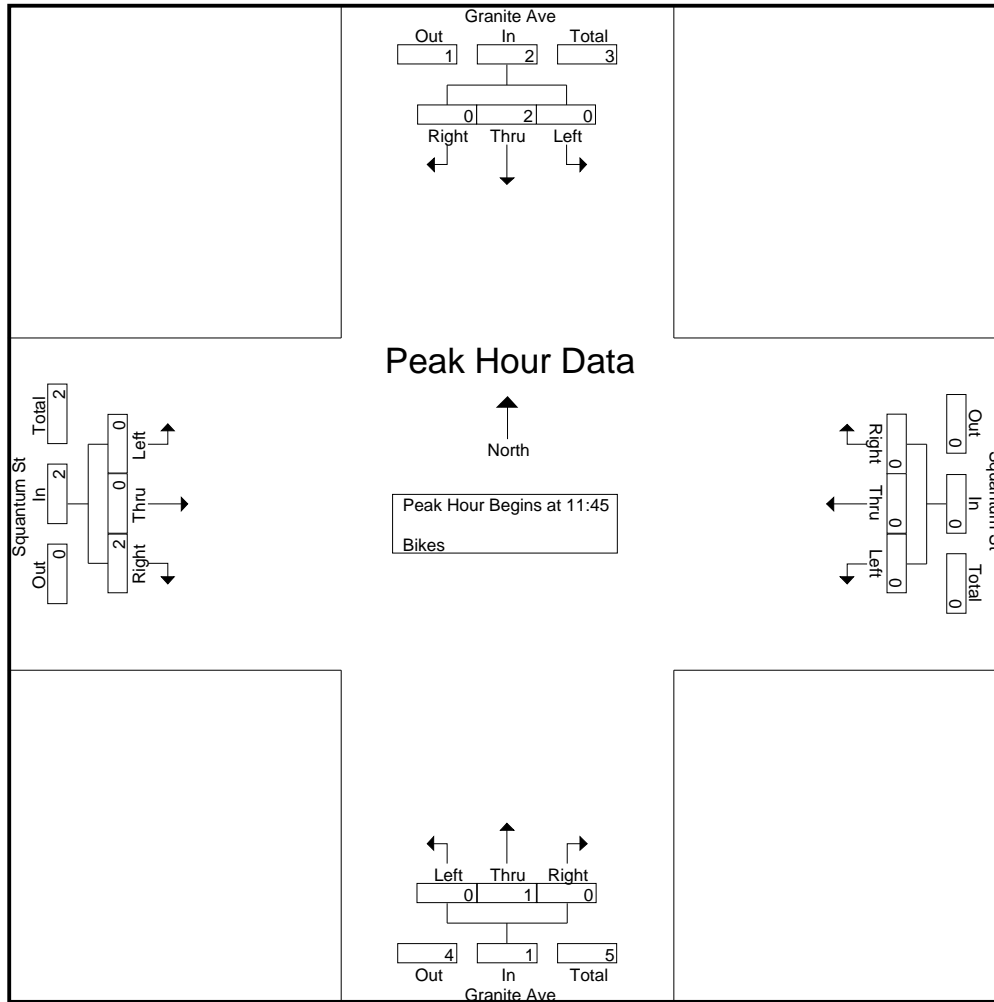 Granite Ave
Out In Total
1 2 3
0 2 0
Right Thru Left
Peak Hour Data
North
Peak Hour Begins at 11:45
Bikes
Squantum St
Total In Out
2 2 0
0 0 2
Left Thru Right
Right Thru Left
0 0 0
Out In Total
0 0 0
Squantum St
Left Thru Right
0 1 0
4 1 5
Out In Total
Granite Ave